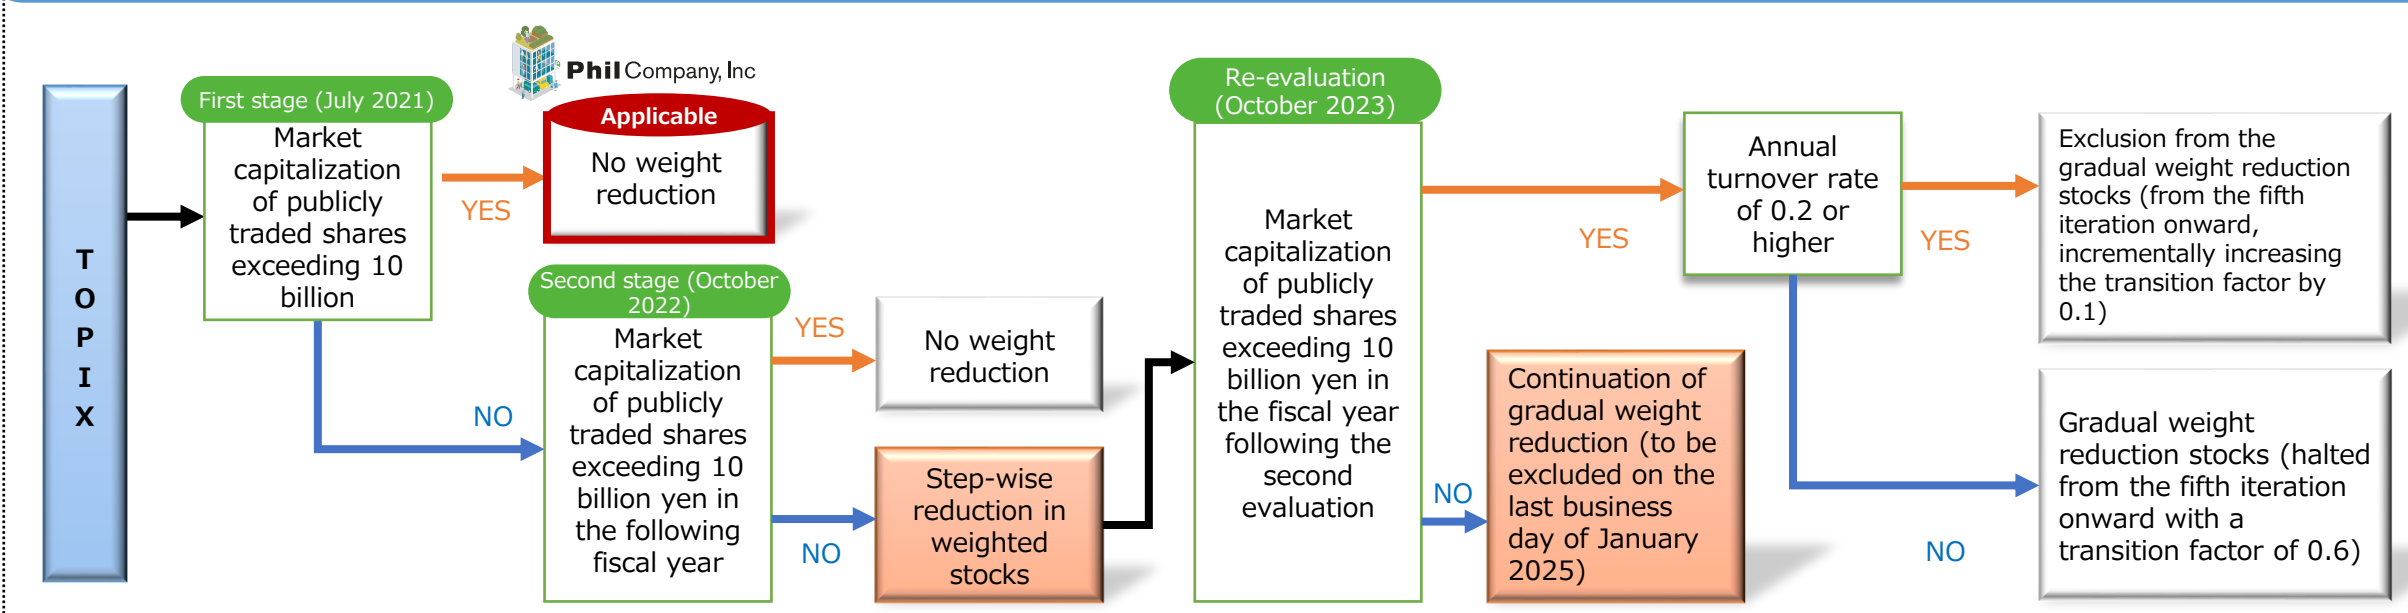 T
O
P
I
X
First stage (July 2021)
Market
capitalization
of publicly
traded shares
exceeding 10
billion
YES
NO
Phil Company, Inc
Applicable
No weight
reduction
Second stage (October
2022)
Market
capitalization
of publicly
traded shares
exceeding 10
billion yen in
the following
fiscal year
YES
NO
No weight
reduction
Step-wise
reduction in
weighted
stocks
Re-evaluation
(October 2023)
Market
capitalization
of publicly
traded shares
exceeding 10
billion yen in
the fiscal year
following the
second
evaluation
YES
NO
Continuation of
gradual weight
reduction (to be
excluded on the
last business
day of January
2025)
Annual
turnover rate
of 0.2 or
higher
YES
NO
Exclusion from the
gradual weight reduction
stocks (from the fifth
iteration onward,
incrementally increasing
the transition factor by
0.1)
Gradual weight
reduction stocks (halted
from the fifth iteration
onward with a
transition factor of 0.6)